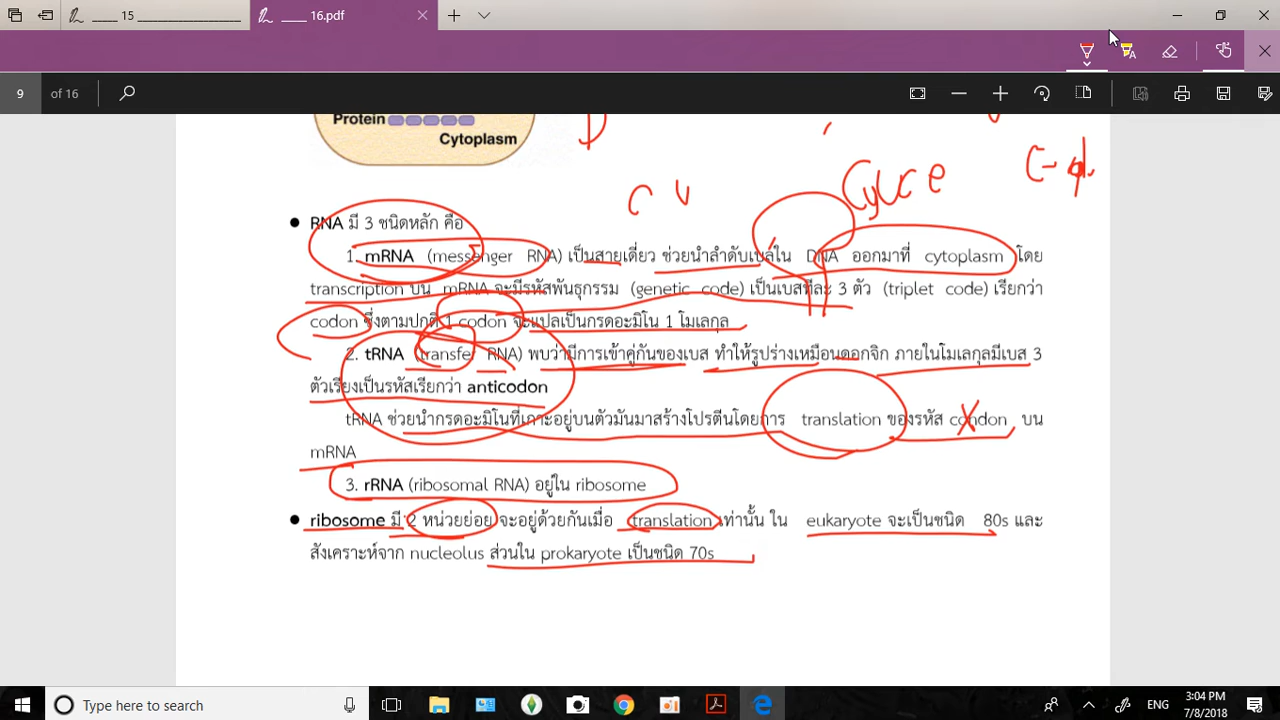 15
16.pdf
9 of 16
Protein
Cytoplasm
• RNA มี 3 ชนิดหลัก คือ
1. mRNA (messenger RNA) เป็นสายเดี่ยว ช่วยนำลำดับเบสใน DNA ออกมาที่ cytoplasm โดย
transcription บน mRNA จะมีรหัสพันธุกรรม (genetic code) เป็นเบสทีละ 3 ตัว (triplet code) เรียกว่า
codon ซึ่งตามปกติ 1 codon จะแปลเป็นกรดอะมิโน 1 โมเลกุล
2. tRNA (transfer RNA) พบว่ามีการเข้าคู่กันของเบส ทำให้รูปร่างเหมือนดอกจิก ภายในโมเลกุลมีเบส 3
ตัวเรียงเป็นรหัสเรียกว่า anticodon
tRNA ช่วยนำกรดอะมิโนที่เกาะอยู่บนตัวมันมาสร้างโปรตีนโดยการ translation ของรหัส condon บน
mRNA
3. rRNA (ribosomal RNA) อยู่ใน ribosome
• ribosome มี 2 หน่วยย่อย จะอยู่ด้วยกันเมื่อ translation เท่านั้น ใน eukaryote จะเป็นชนิด 80s และ
สังเคราะห์จาก nucleolus ส่วนใน prokaryote เป็นชนิด 70s
Type here to search
ENG
3:04 PM
7/8/2018